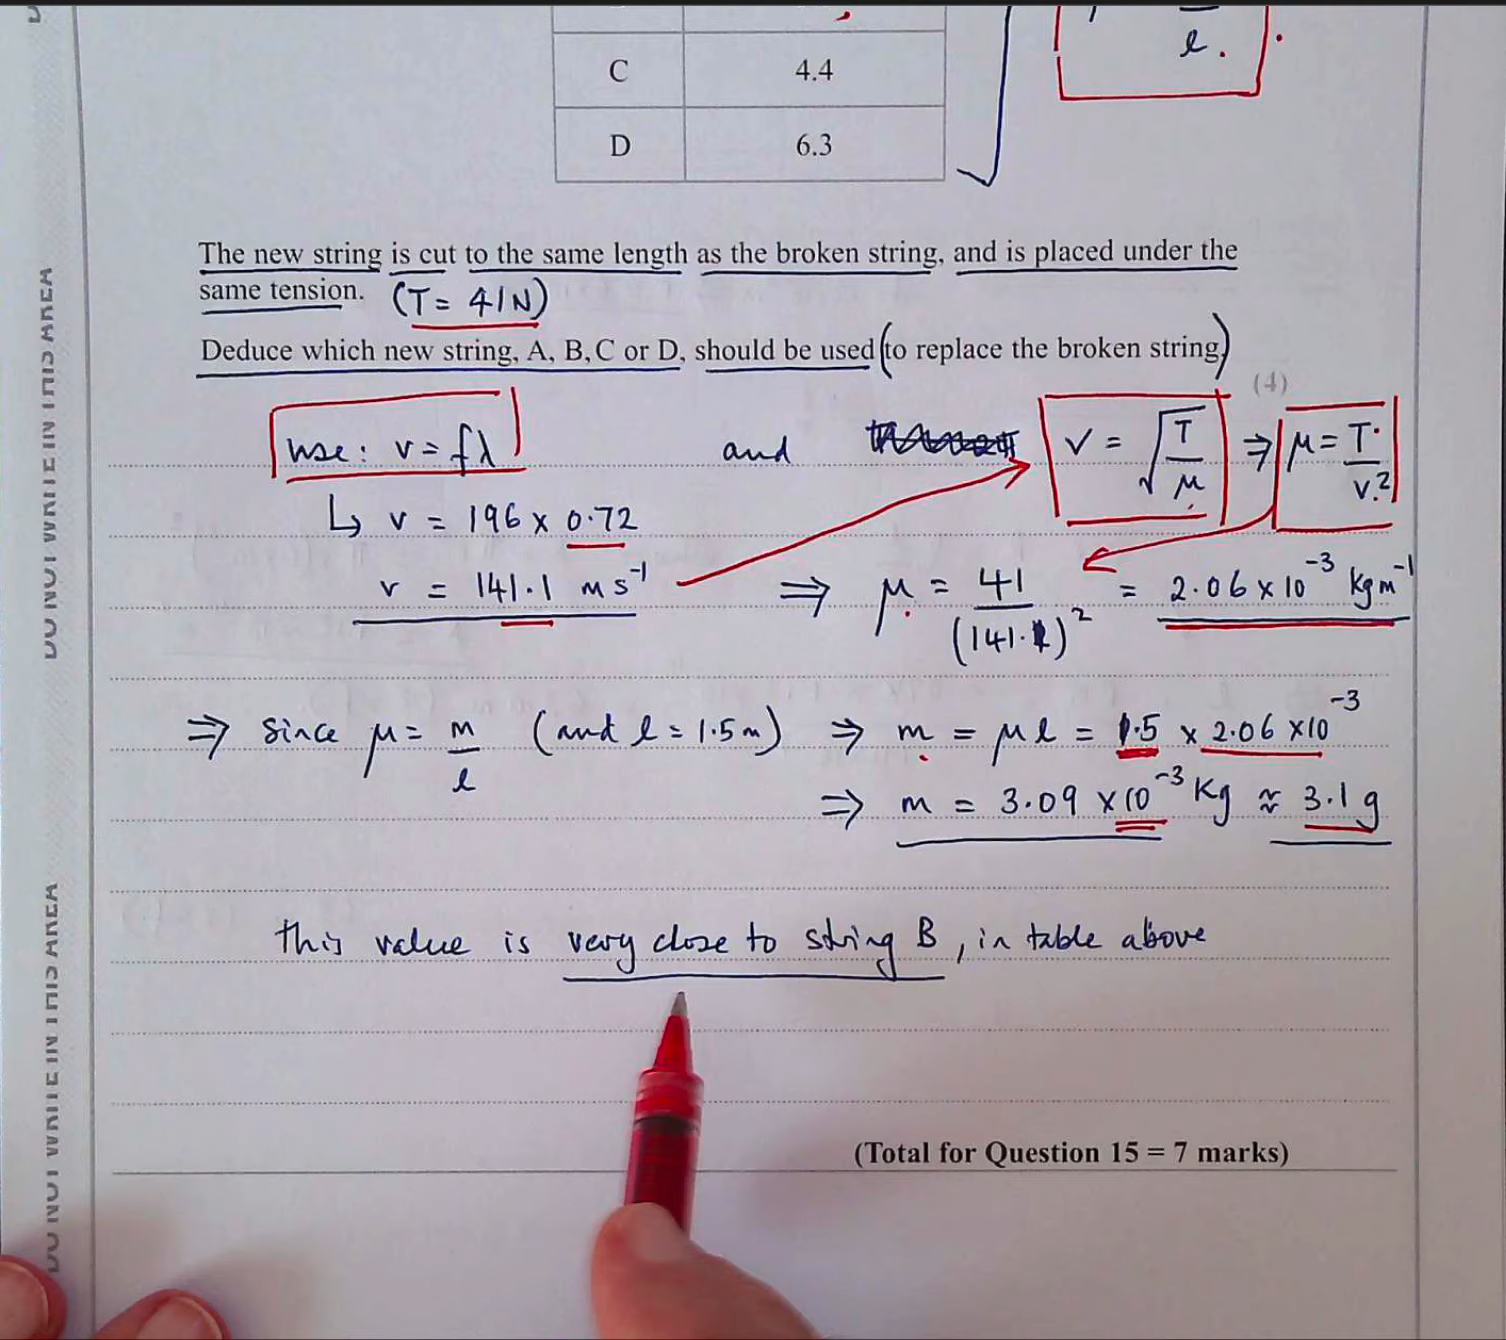 l.
C 4.4
D 6.3
The new string is cut to the same length as the broken string, and is placed under the
same tension. (T = 41N)
Deduce which new string, A, B, C or D, should be used (to replace the broken string)
(4)
use: v = fλ and v = √(T/μ) ⇒ μ = T/v²
↳ v = 196 × 0.72
v = 141.1 ms⁻¹ ⇒ μ = 41/(141.1)² = 2.06 × 10⁻³ kgm⁻¹
⇒ since μ = m/l (and l = 1.5m) ⇒ m = μl = 1.5 × 2.06 × 10⁻³
⇒ m = 3.09 × 10⁻³ Kg ≈ 3.1g
this value is very close to string B, in table above
(Total for Question 15 = 7 marks)
DO NOT WRITE IN THIS AREA
DO NOT WRITE IN THIS AREA